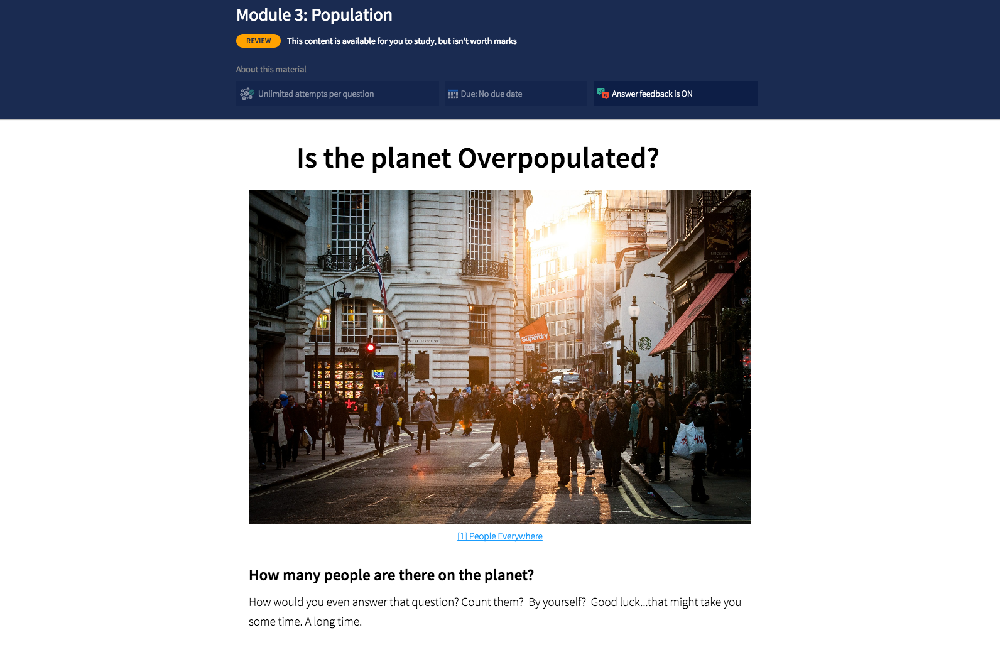 Module 3: Population
REVIEW This content is available for you to study, but isn't worth marks
About this material
Unlimited attempts per question Due: No due date Answer feedback is ON
Is the planet Overpopulated?
LEICESTER
Superdry
Superdry
H&M
[1] People Everywhere
How many people are there on the planet?
How would you even answer that question? Count them?  By yourself?  Good luck...that might take you
some time. A long time.